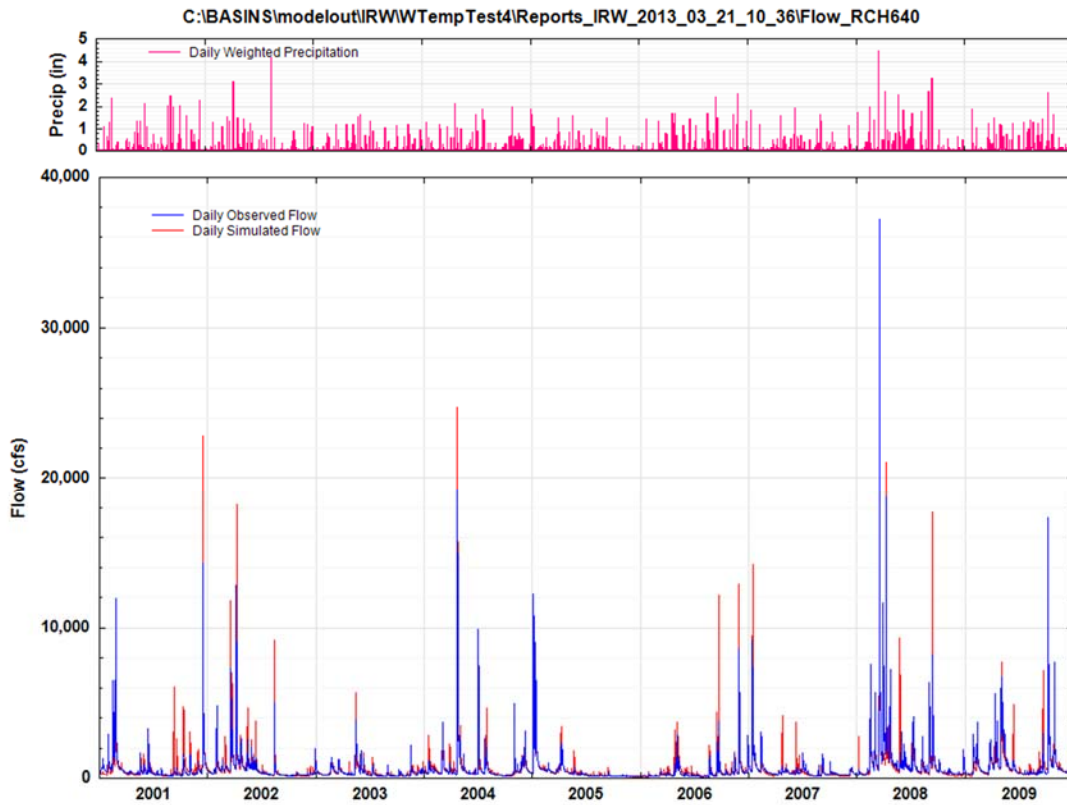 C:\BASINS\modelout\IRW\WTempTest4\Reports_IRW_2013_03_21_10_36\Flow_RCH640
5
4
3
2
1
0
Precip (in)
Daily Weighted Precipitation
40,000
30,000
20,000
10,000
0
Flow (cfs)
Daily Observed Flow
Daily Simulated Flow
2001 2002 2003 2004 2005 2006 2007 2008 2009